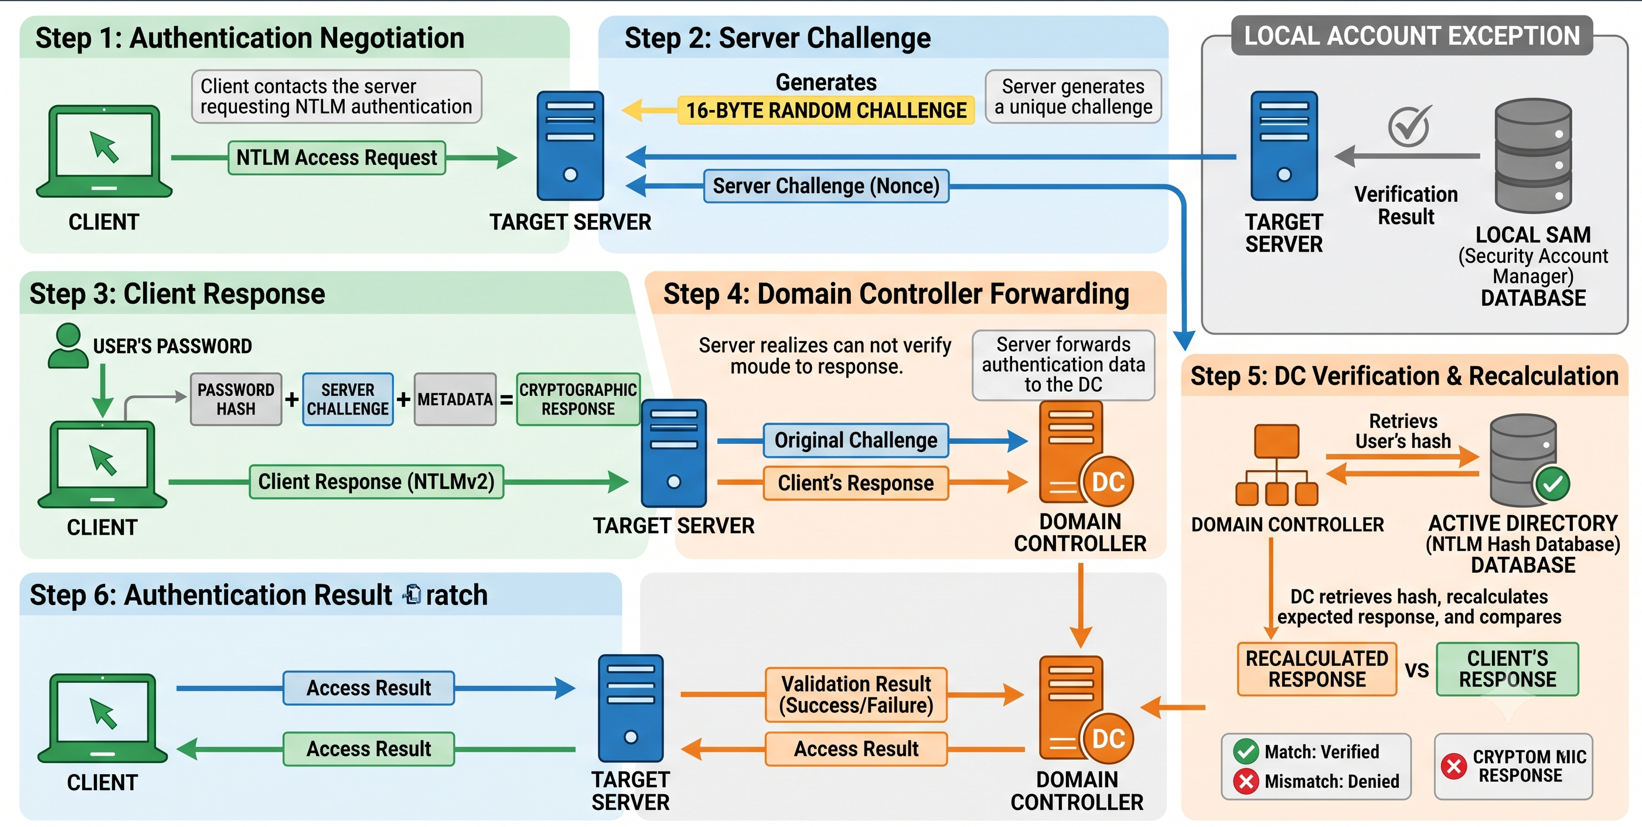 Step 1: Authentication Negotiation
Client contacts the server
requesting NTLM authentication
NTLM Access Request
CLIENT
TARGET SERVER
Step 2: Server Challenge
Generates
16-BYTE RANDOM CHALLENGE
Server generates
a unique challenge
Server Challenge (Nonce)
LOCAL ACCOUNT EXCEPTION
TARGET
SERVER
Verification
Result
LOCAL SAM
(Security Account
Manager)
DATABASE
Step 3: Client Response
USER'S PASSWORD
PASSWORD
HASH
+
SERVER
CHALLENGE
+
METADATA
=
CRYPTOGRAPHIC
RESPONSE
Client Response (NTLMv2)
CLIENT
TARGET SERVER
Step 4: Domain Controller Forwarding
Server realizes can not verify
moude to response.
Server forwards
authentication data
to the DC
Original Challenge
Client's Response
DC
DOMAIN
CONTROLLER
Step 5: DC Verification & Recalculation
Retrievs
User's hash
DOMAIN CONTROLLER
ACTIVE DIRECTORY
(NTLM Hash Database)
DATABASE
DC retrieves hash, recalculates
expected response, and compares
RECALCULATED
RESPONSE
VS
CLIENT'S
RESPONSE
Match: Verified
Mismatch: Denied
RESPONSE
Step 6: Authentication Result ratch
Access Result
Access Result
CLIENT
TARGET
SERVER
Validation Result
(Success/Failure)
Access Result
DC
DOMAIN
CONTROLLER